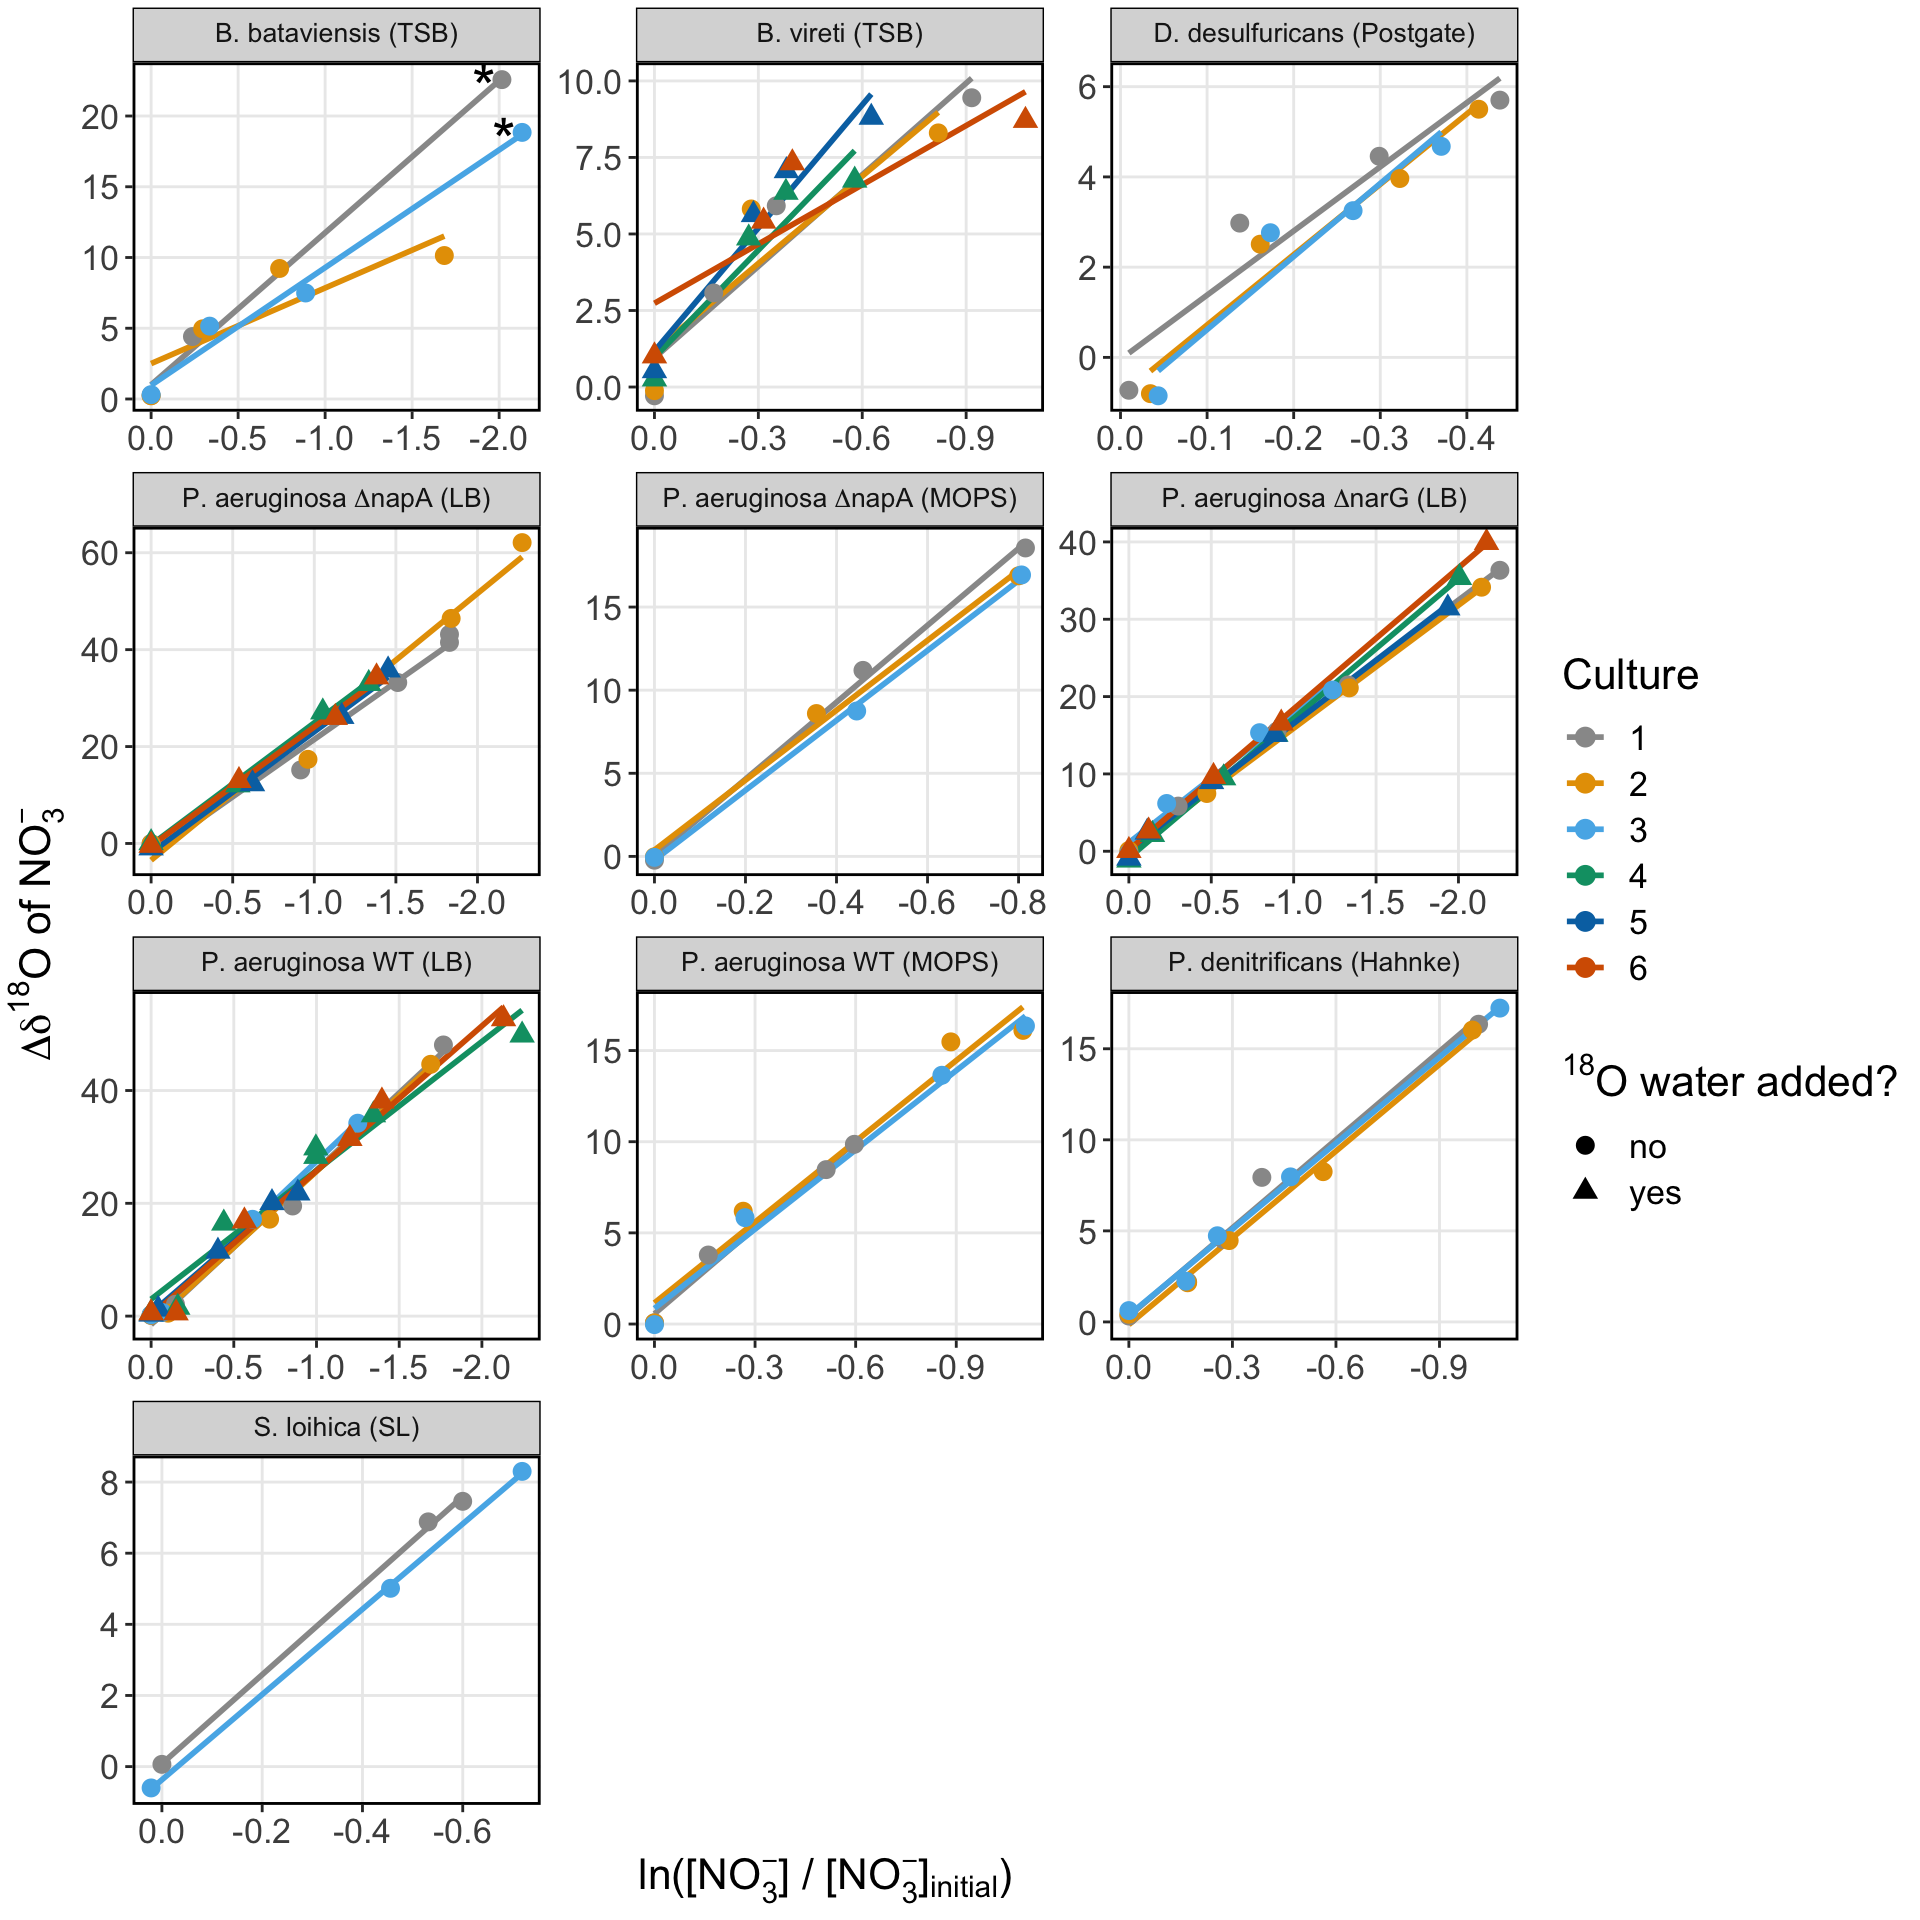 B. bataviensis (TSB)
B. vireti (TSB)
D. desulfuricans (Postgate)
*
*
20
15
10
5
0
0.0 -0.5 -1.0 -1.5 -2.0
10.0
7.5
5.0
2.5
0.0
0.0 -0.3 -0.6 -0.9
6
4
2
0
0.0 -0.1 -0.2 -0.3 -0.4
P. aeruginosa ΔnapA (LB)
P. aeruginosa ΔnapA (MOPS)
P. aeruginosa ΔnarG (LB)
60
40
20
0
0.0 -0.5 -1.0 -1.5 -2.0
15
10
5
0
0.0 -0.2 -0.4 -0.6 -0.8
40
30
20
10
0
0.0 -0.5 -1.0 -1.5 -2.0
P. aeruginosa WT (LB)
P. aeruginosa WT (MOPS)
P. denitrificans (Hahnke)
40
20
0
0.0 -0.5 -1.0 -1.5 -2.0
15
10
5
0
0.0 -0.3 -0.6 -0.9
15
10
5
0
0.0 -0.3 -0.6 -0.9
S. loihica (SL)
8
6
4
2
0
0.0 -0.2 -0.4 -0.6
Δδ¹⁸O of NO₃⁻
ln([NO₃⁻] / [NO₃⁻]initial)
Culture
1
2
3
4
5
6
¹⁸O water added?
no
yes